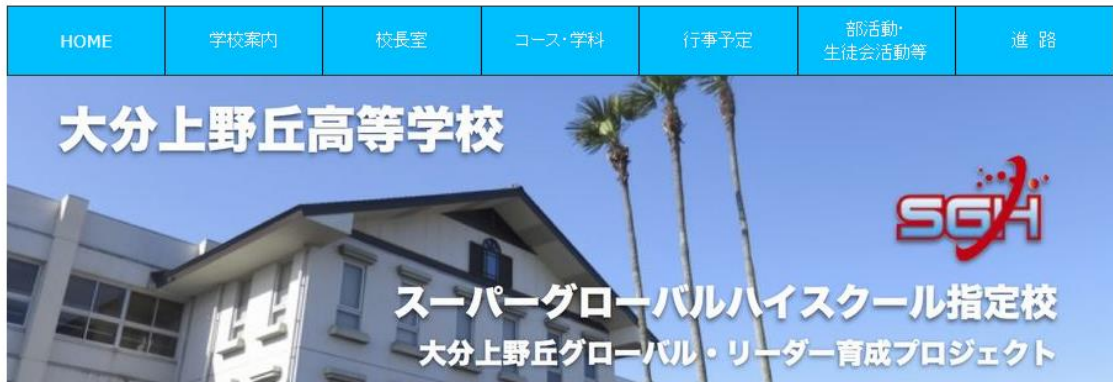 HOME
学校案内
校長室
コース･学科
行事予定
部活動･
生徒会活動等
進 路
大分上野丘高等学校
SGH
スーパーグローバルハイスクール指定校
大分上野丘グローバル・リーダー育成プロジェクト